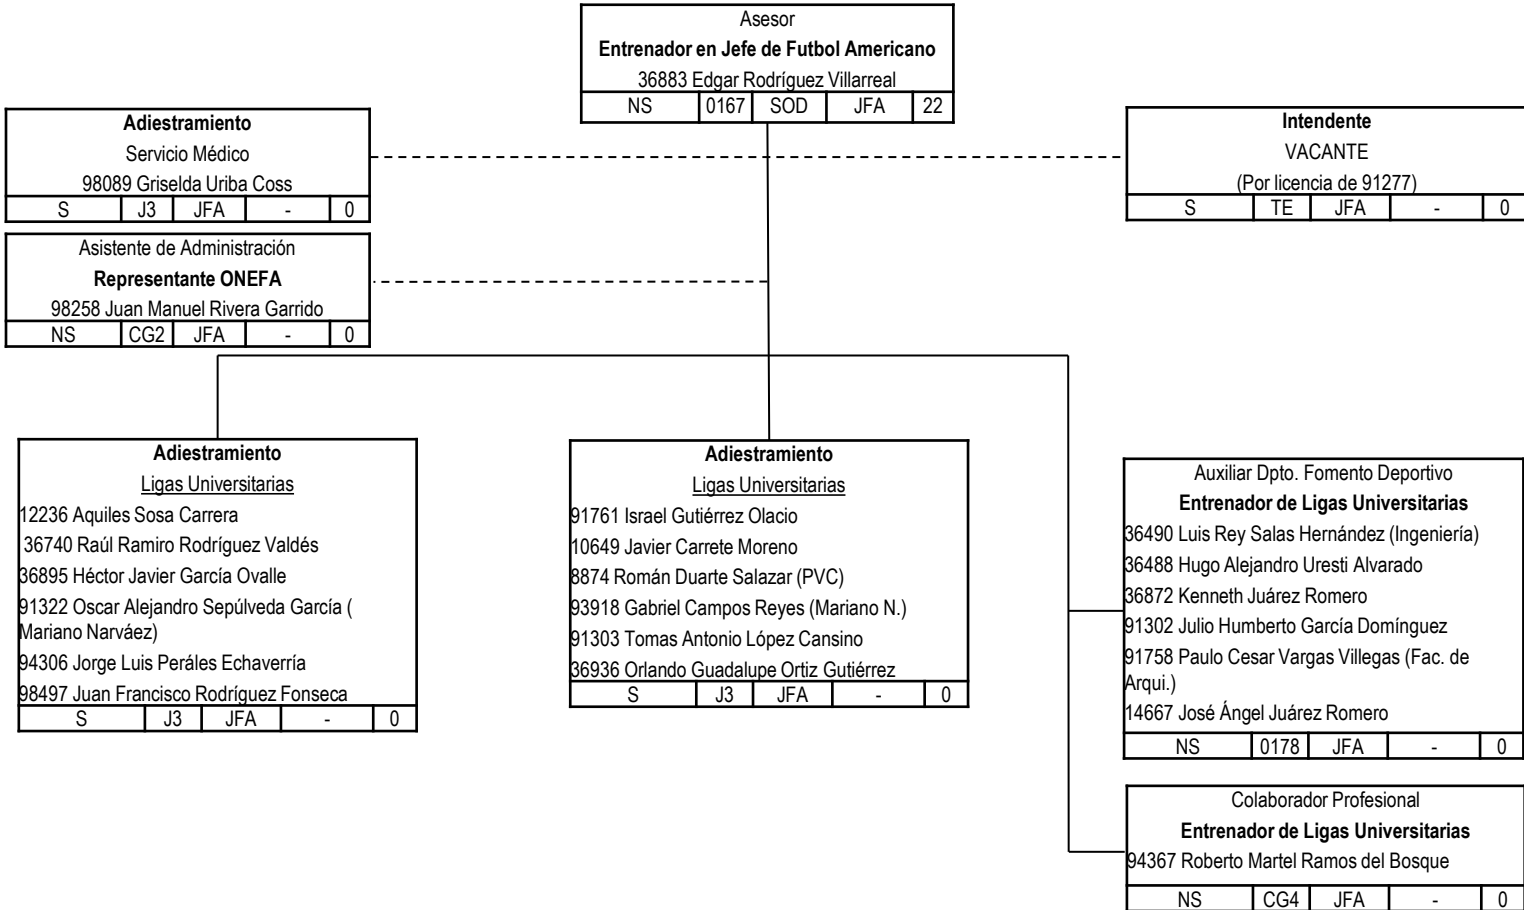 Asesor
Entrenador en Jefe de Futbol Americano
36883 Edgar Rodríguez Villarreal
NS 0167 SOD JFA 22
Adiestramiento
Servicio Médico
98089 Griselda Uriba Coss
S J3 JFA - 0
Intendente
VACANTE
(Por licencia de 91277)
S TE JFA - 0
Asistente de Administración
Representante ONEFA
98258 Juan Manuel Rivera Garrido
NS CG2 JFA - 0
Adiestramiento
Ligas Universitarias
12236 Aquiles Sosa Carrera
36740 Raúl Ramiro Rodríguez Valdés
36895 Héctor Javier García Ovalle
91322 Oscar Alejandro Sepúlveda García (
Mariano Narváez)
94306 Jorge Luis Peráles Echaverría
98497 Juan Francisco Rodríguez Fonseca
S J3 JFA - 0
Adiestramiento
Ligas Universitarias
91761 Israel Gutiérrez Olacio
10649 Javier Carrete Moreno
8874 Román Duarte Salazar (PVC)
93918 Gabriel Campos Reyes (Mariano N.)
91303 Tomas Antonio López Cansino
36936 Orlando Guadalupe Ortiz Gutiérrez
S J3 JFA - 0
Auxiliar Dpto. Fomento Deportivo
Entrenador de Ligas Universitarias
36490 Luis Rey Salas Hernández (Ingeniería)
36488 Hugo Alejandro Uresti Alvarado
36872 Kenneth Juárez Romero
91302 Julio Humberto García Domínguez
91758 Paulo Cesar Vargas Villegas (Fac. de
Arqui.)
14667 José Ángel Juárez Romero
NS 0178 JFA - 0
Colaborador Profesional
Entrenador de Ligas Universitarias
94367 Roberto Martel Ramos del Bosque
NS CG4 JFA - 0